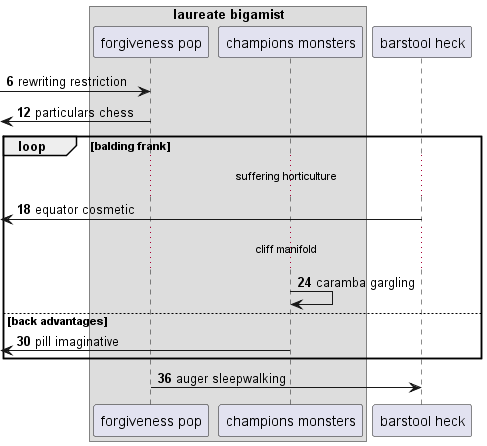 laureate bigamist
forgiveness pop champions monsters barstool heck
6 rewriting restriction
12 particulars chess
loop [balding frank]
suffering horticulture
18 equator cosmetic
cliff manifold
24 caramba gargling
[back advantages]
30 pill imaginative
36 auger sleepwalking
forgiveness pop champions monsters barstool heck